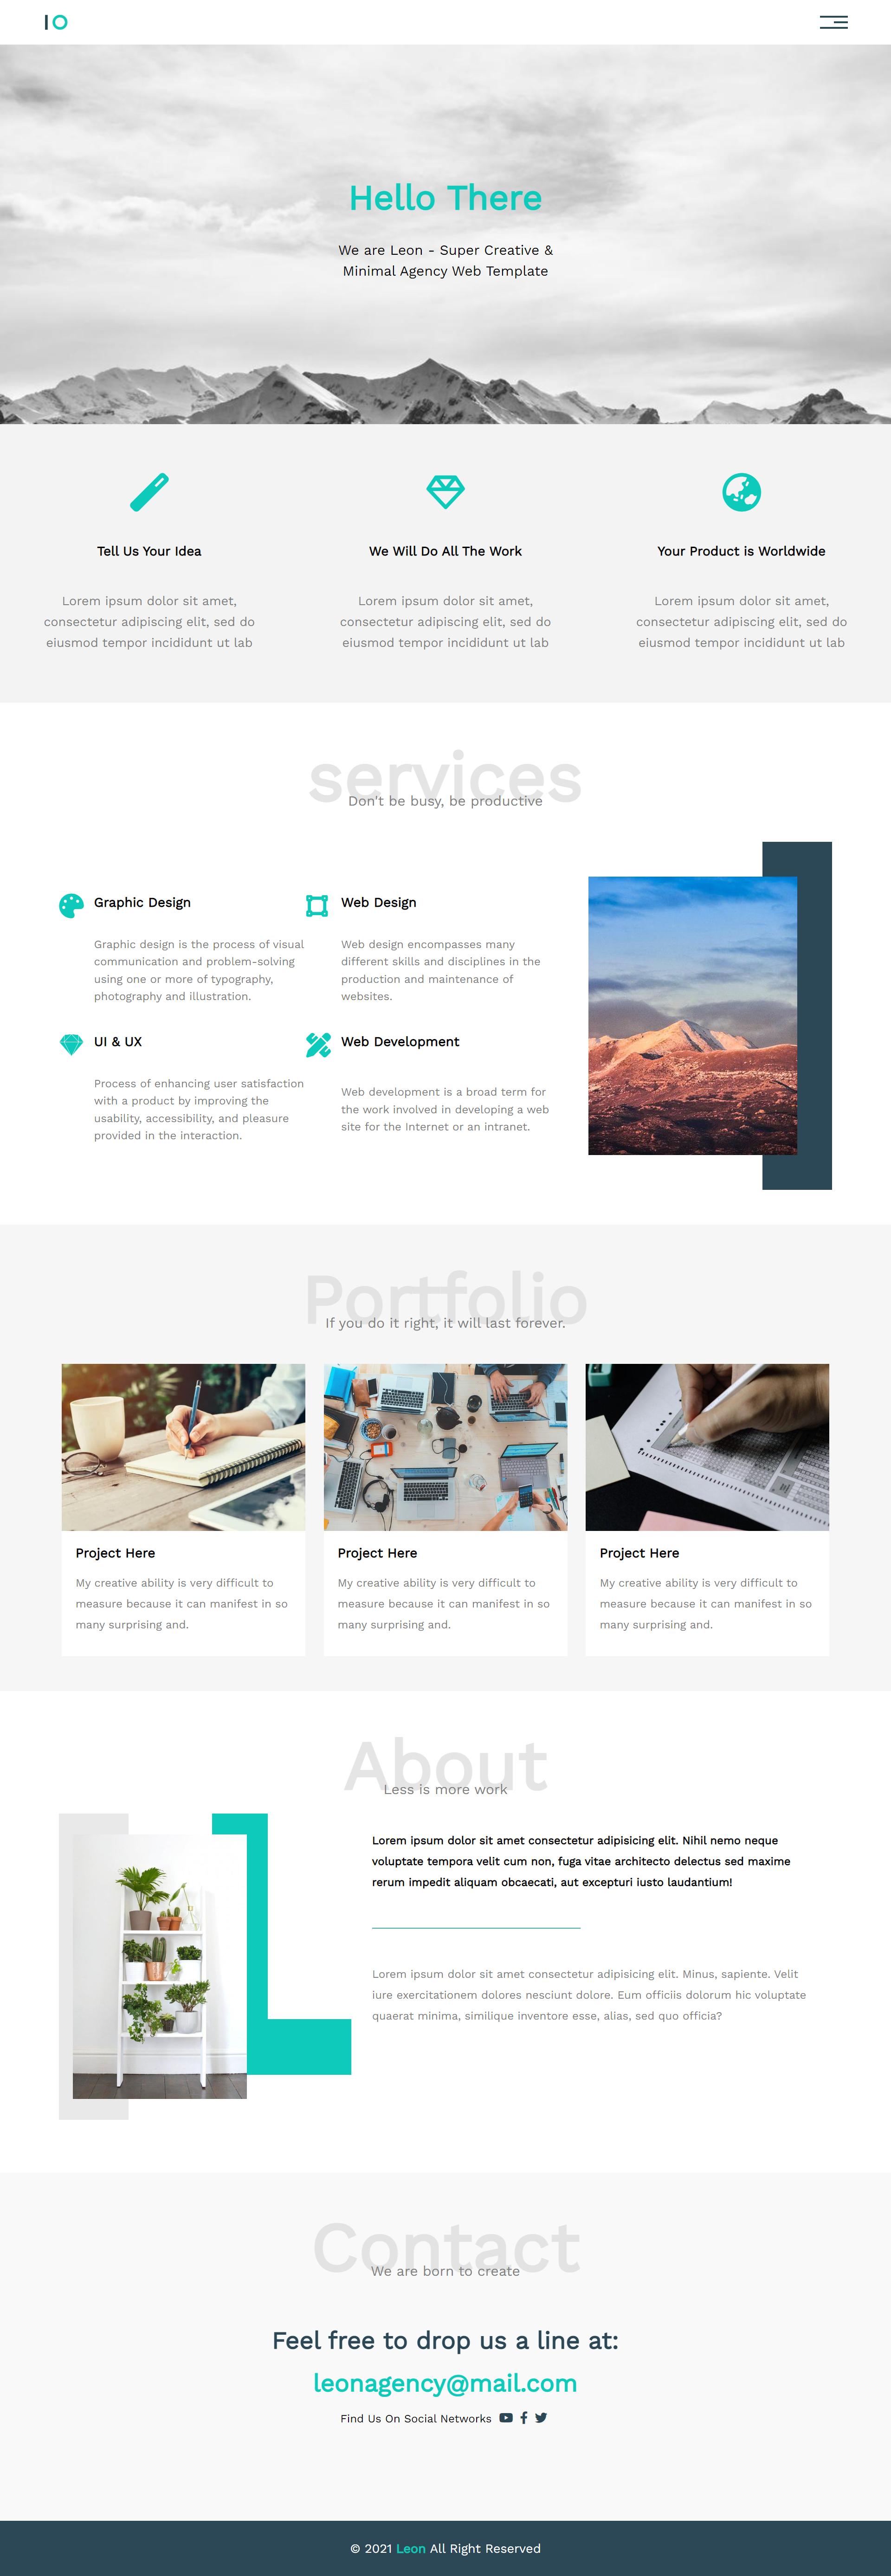 IO
Hello There
We are Leon - Super Creative &
Minimal Agency Web Template
Tell Us Your Idea
Lorem ipsum dolor sit amet,
consectetur adipiscing elit, sed do
eiusmod tempor incididunt ut lab
We Will Do All The Work
Lorem ipsum dolor sit amet,
consectetur adipiscing elit, sed do
eiusmod tempor incididunt ut lab
Your Product is Worldwide
Lorem ipsum dolor sit amet,
consectetur adipiscing elit, sed do
eiusmod tempor incididunt ut lab
services
Don't be busy, be productive
Graphic Design
Graphic design is the process of visual
communication and problem-solving
using one or more of typography,
photography and illustration.
Web Design
Web design encompasses many
different skills and disciplines in the
production and maintenance of
websites.
UI & UX
Process of enhancing user satisfaction
with a product by improving the
usability, accessibility, and pleasure
provided in the interaction.
Web Development
Web development is a broad term for
the work involved in developing a web
site for the Internet or an intranet.
Portfolio
If you do it right, it will last forever.
Project Here
My creative ability is very difficult to
measure because it can manifest in so
many surprising and.
Project Here
My creative ability is very difficult to
measure because it can manifest in so
many surprising and.
Project Here
My creative ability is very difficult to
measure because it can manifest in so
many surprising and.
About
Less is more work
Lorem ipsum dolor sit amet consectetur adipisicing elit. Nihil nemo neque
voluptate tempora velit cum non, fuga vitae architecto delectus sed maxime
rerum impedit aliquam obcaecati, aut excepturi iusto laudantium!
Lorem ipsum dolor sit amet consectetur adipisicing elit. Minus, sapiente. Velit
iure exercitationem dolores nesciunt dolore. Eum officiis dolorum hic voluptate
quaerat minima, similique inventore esse, alias, sed quo officia?
Contact
We are born to create
Feel free to drop us a line at:
leonagency@mail.com
Find Us On Social Networks
© 2021 Leon All Right Reserved